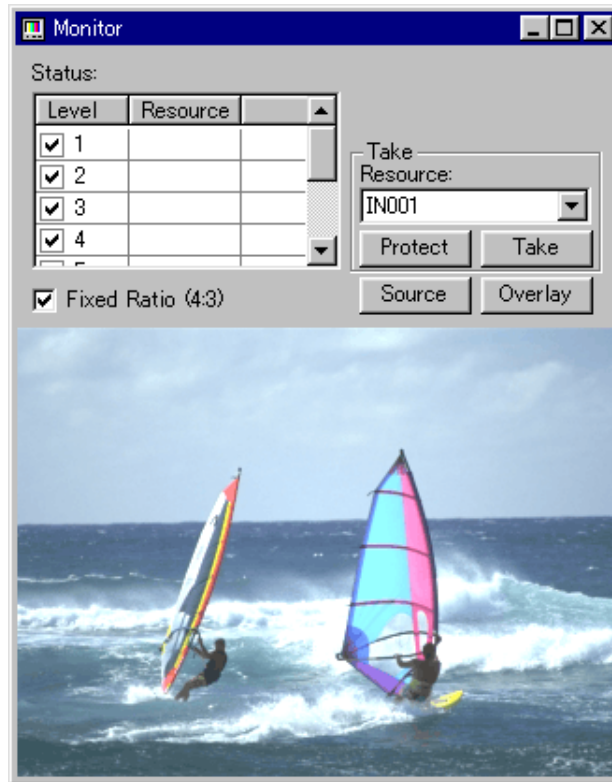 Monitor
Status:
Level Resource
1
2
3
4
Take
Resource:
IN001
Protect Take
Fixed Ratio (4:3)
Source Overlay